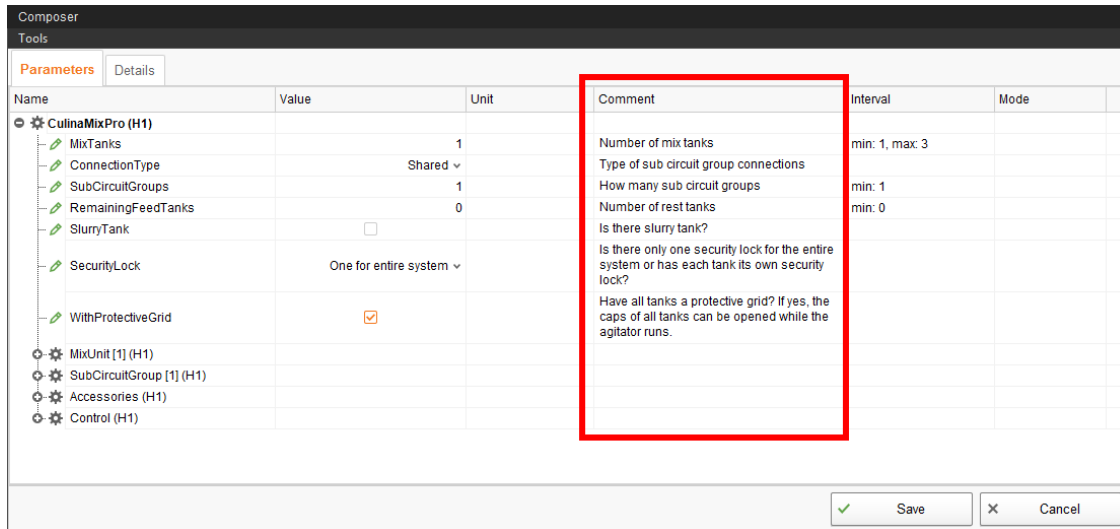 Composer
Tools
Parameters Details
Name Value Unit Comment Interval Mode
CulinaMixPro (H1)
MixTanks 1 Number of mix tanks min: 1, max: 3
ConnectionType Shared Type of sub circuit group connections
SubCircuitGroups 1 How many sub circuit groups min: 1
RemainingFeedTanks 0 Number of rest tanks min: 0
SlurryTank Is there slurry tank?
SecurityLock One for entire system Is there only one security lock for the entire
system or has each tank its own security
lock?
WithProtectiveGrid Have all tanks a protective grid? If yes, the
caps of all tanks can be opened while the
agitator runs.
MixUnit [1] (H1)
SubCircuitGroup [1] (H1)
Accessories (H1)
Control (H1)
Save Cancel